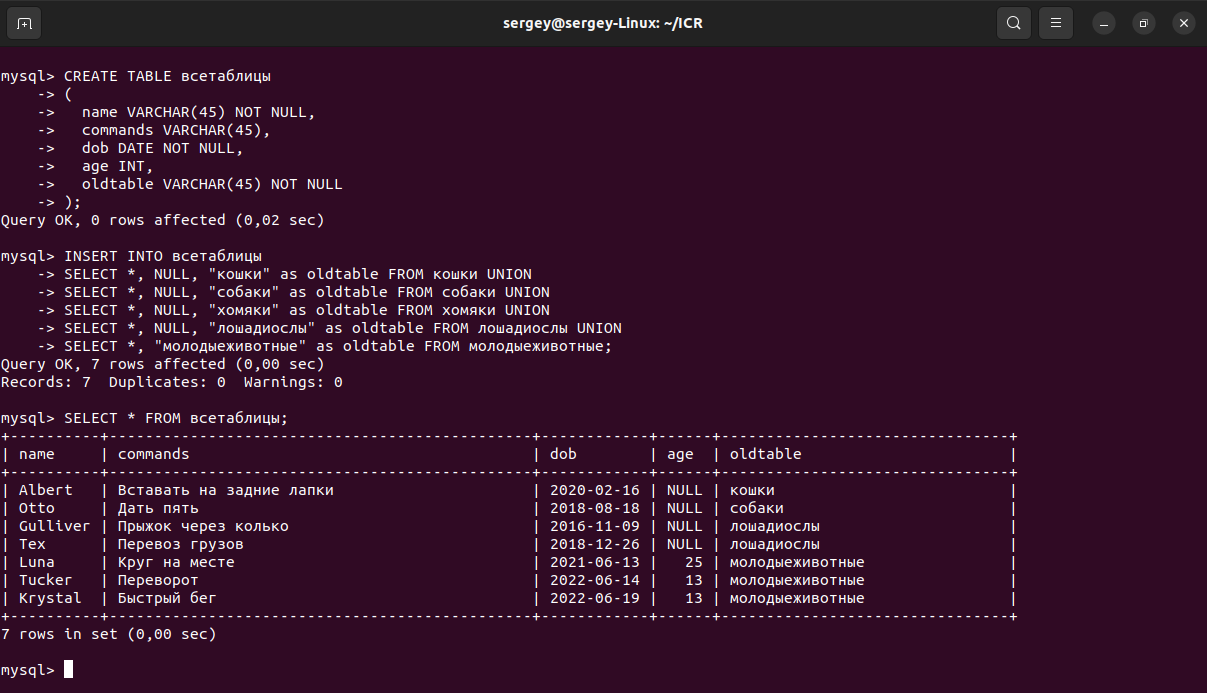 sergey@sergey-Linux: ~/ICR
mysql> CREATE TABLE всетаблицы
    -> (
    ->   name VARCHAR(45) NOT NULL,
    ->   commands VARCHAR(45),
    ->   dob DATE NOT NULL,
    ->   age INT,
    ->   oldtable VARCHAR(45) NOT NULL
    -> );
Query OK, 0 rows affected (0,02 sec)
mysql> INSERT INTO всетаблицы
    -> SELECT *, NULL, "кошки" as oldtable FROM кошки UNION
    -> SELECT *, NULL, "собаки" as oldtable FROM собаки UNION
    -> SELECT *, NULL, "хомяки" as oldtable FROM хомяки UNION
    -> SELECT *, NULL, "лошадиослы" as oldtable FROM лошадиослы UNION
    -> SELECT *, "молодыеживотные" as oldtable FROM молодыеживотные;
Query OK, 7 rows affected (0,00 sec)
Records: 7  Duplicates: 0  Warnings: 0
mysql> SELECT * FROM всетаблицы;
+----------+-----------------------------------------------+------------+------+--------------------------------+
| name     | commands                                      | dob        | age  | oldtable                       |
+----------+-----------------------------------------------+------------+------+--------------------------------+
| Albert   | Вставать на задние лапки                      | 2020-02-16 | NULL | кошки                          |
| Otto     | Дать пять                                     | 2018-08-18 | NULL | собаки                         |
| Gulliver | Прыжок через колько                           | 2016-11-09 | NULL | лошадиослы                     |
| Tex      | Перевоз грузов                                | 2018-12-26 | NULL | лошадиослы                     |
| Luna     | Круг на месте                                 | 2021-06-13 |   25 | молодыеживотные                |
| Tucker   | Переворот                                     | 2022-06-14 |   13 | молодыеживотные                |
| Krystal  | Быстрый бег                                   | 2022-06-19 |   13 | молодыеживотные                |
+----------+-----------------------------------------------+------------+------+--------------------------------+
7 rows in set (0,00 sec)
mysql>